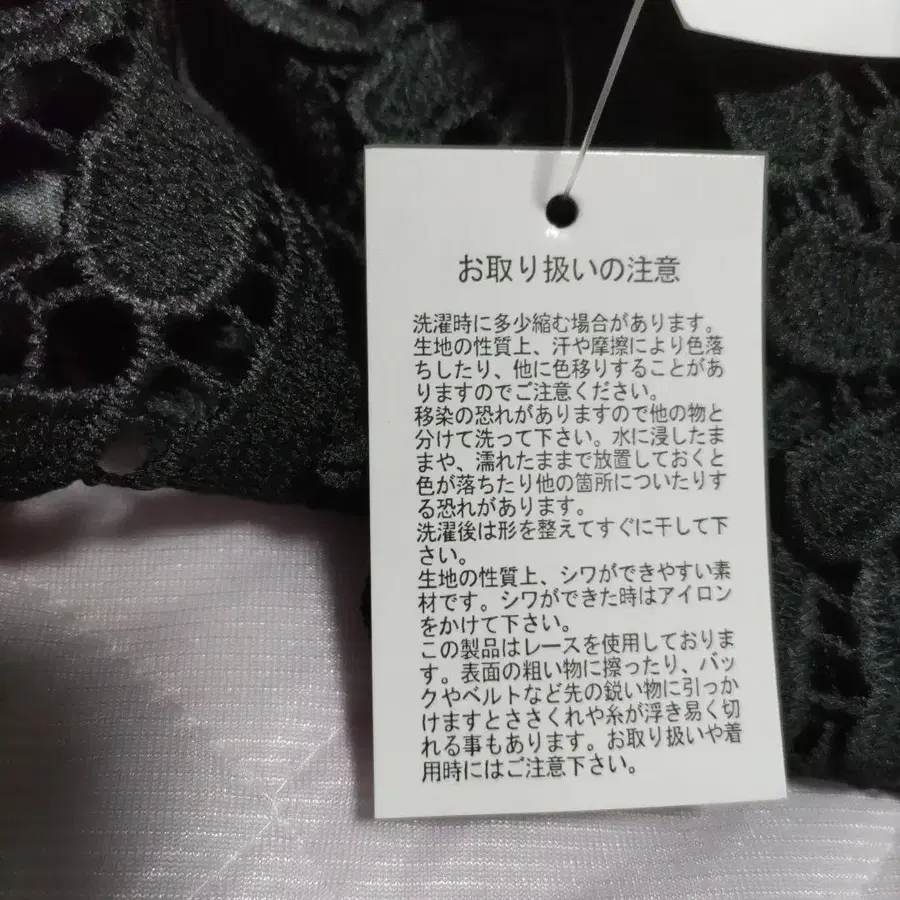 お取り扱いの注意
洗濯時に多少縮む場合があります。
生地の性質上、汗や摩擦により色落
ちしたり、他に色移りすることがあ
りますのでご注意ください。
移染の恐れがありますので他の物と
分けて洗って下さい。水に浸したま
まや、濡れたままで放置しておくと
色が落ちたり他の箇所についたりす
る恐れがあります。
洗濯後は形を整えてすぐに干して下
さい。
生地の性質上、シワができやすい素
材です。シワができた時はアイロン
をかけて下さい。
この製品はレースを使用しておりま
す。表面の粗い物に擦ったり、バッ
クやベルトなど先の鋭い物に引っか
けますとささくれや糸が浮き易く切
れる事もあります。お取り扱いや着
用時にはご注意下さい。